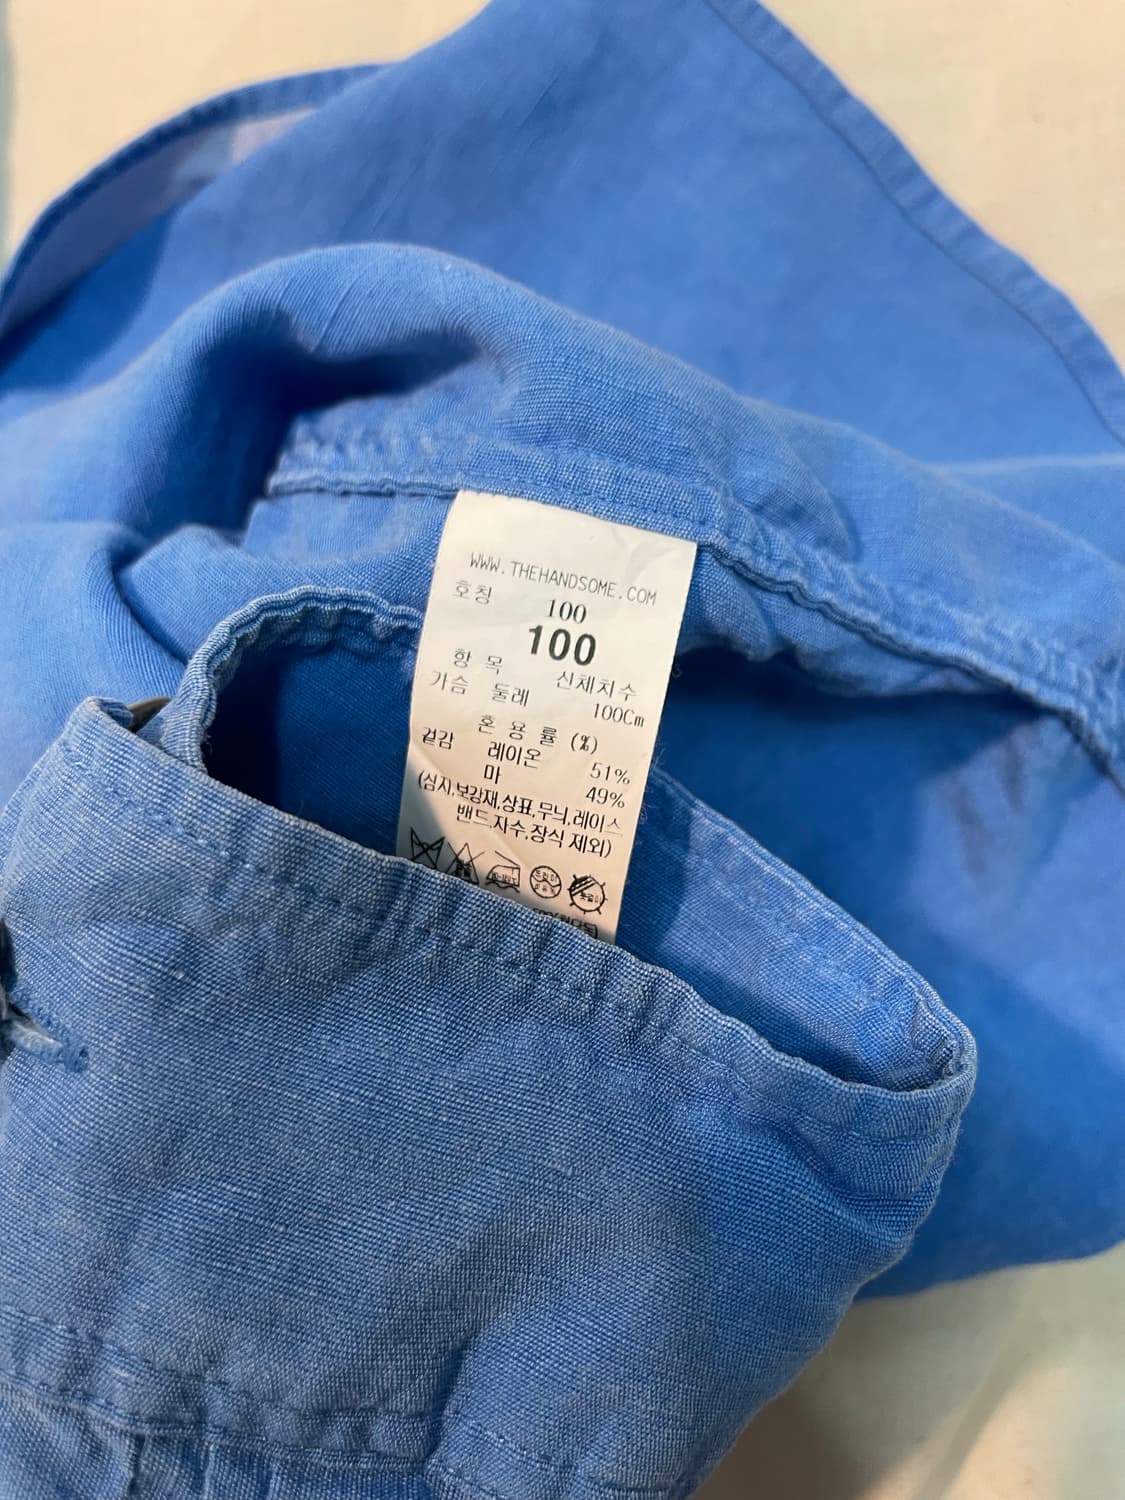 WWW.THEHANDSOME.COM
호칭 100
100
항 목 신체치수
가슴 둘레 100Cm
혼 용 률 (%)
겉감 레이온 51%
마 49%
(심지,보강재,상표,무늬,레이스
밴드,자수,장식 제외)